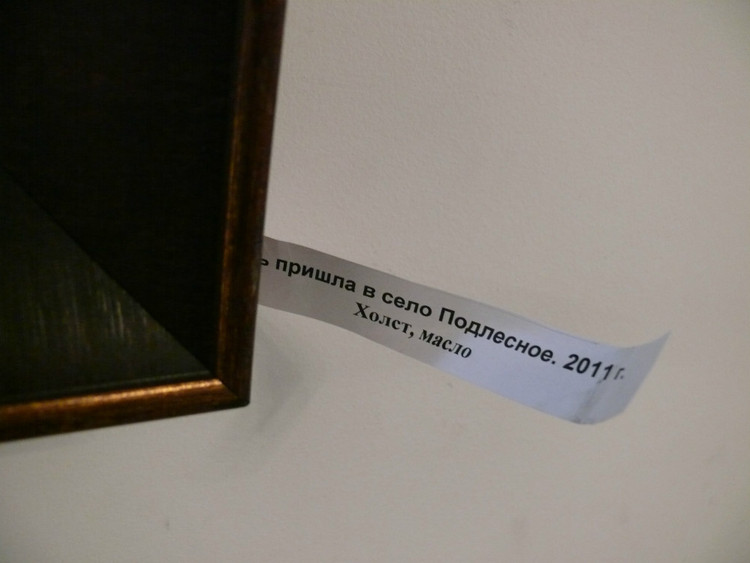 ь пришла в село Подлесное. 2011 г.
Холст, масло